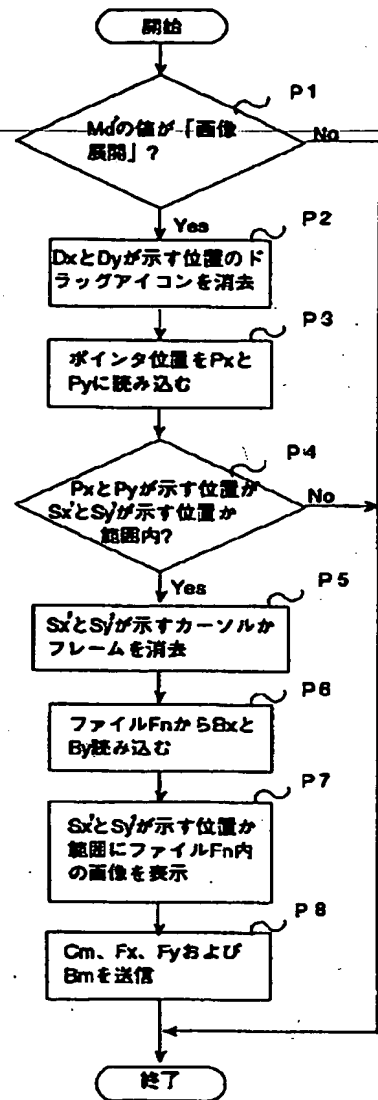 開始
P1
Md'の値が「画像
展開」?
No
Yes
P2
DxとDyが示す位置のド
ラッグアイコンを消去
P3
ポインタ位置をPxと
Pyに読み込む
P4
PxとPyが示す位置が
Sx'とSy'が示す位置か
範囲内?
No
Yes
P5
Sx'とSy'が示すカーソルか
フレームを消去
P6
ファイルFnからBxと
By読み込む
P7
Sx'とSy'が示す位置か
範囲にファイルFn内
の画像を表示
P8
Cm、Fx、Fyおよび
Bmを送信
終了